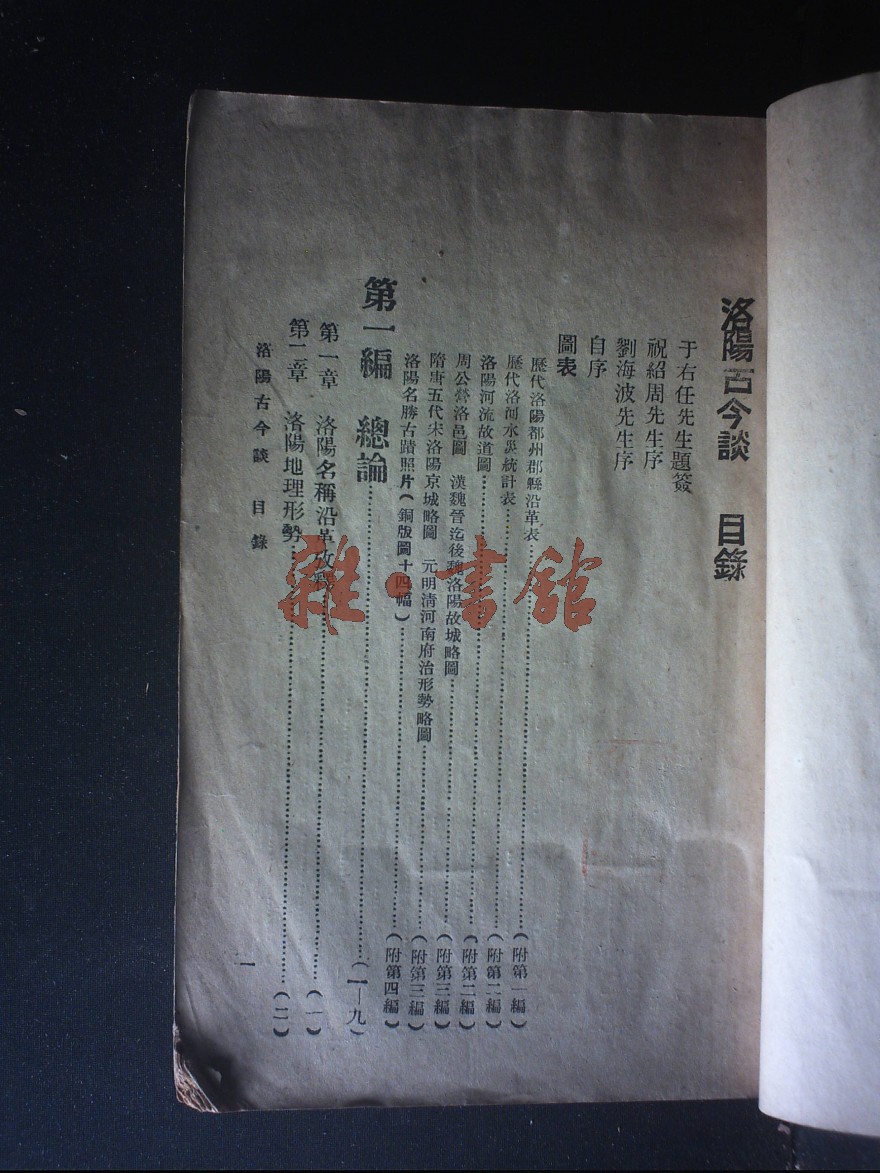 洛陽古今談　目錄
于右任先生題簽
祝紹周先生序
劉海波先生序
自序
圖表
歷代洛陽都州郡縣沿革表……（附第一編）
歷代洛河水災統計表……（附第二編）
洛陽河流故道圖……（附第二編）
周公營洛邑圖　漢魏晉迄後魏洛陽故城略圖……（附第三編）
隋唐五代宋洛陽京城略圖　元明清河南府治形勢略圖……（附第三編）
洛陽名勝古蹟照片（銅版圖十四幅）……（附第四編）
第一編　總論……（一—九）
第一章　洛陽名稱沿革攷釋……（一）
第二章　洛陽地理形勢……（二）
洛陽古今談　目錄
一
雜·書館